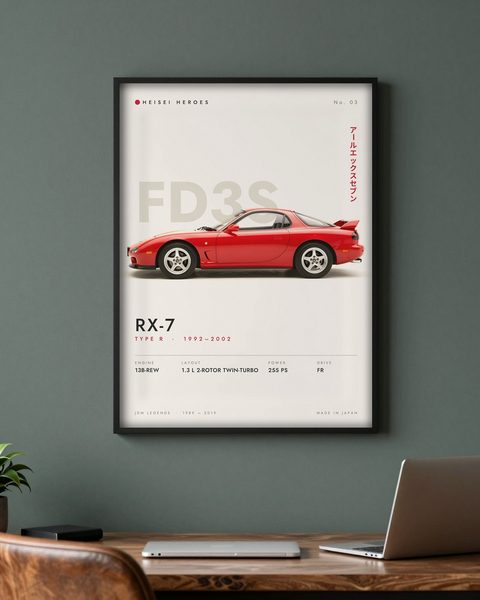 HEISEI HEROES
No. 03
アールエックスセブン
FD3S
RX-7
TYPE R · 1992–2002
ENGINE LAYOUT POWER DRIVE
13B-REW 1.3 L 2-ROTOR TWIN-TURBO 255 PS FR
JDM LEGENDS 1989 — 2019 MADE IN JAPAN